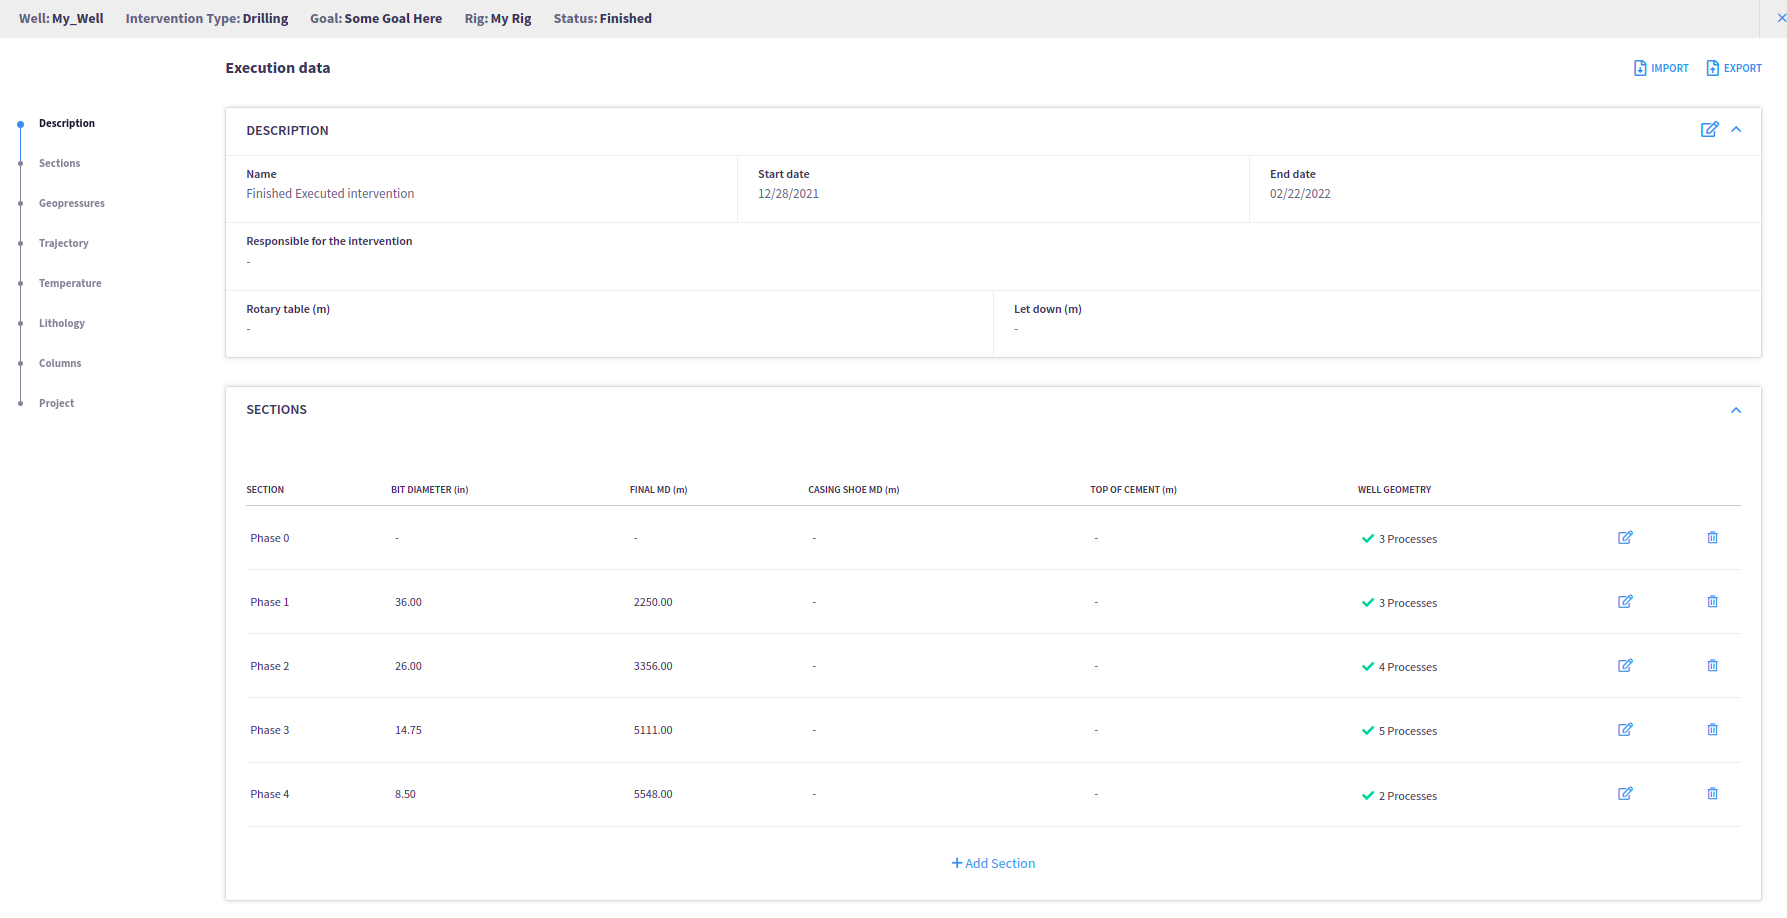 Well: My_Well Intervention Type: Drilling Goal: Some Goal Here Rig: My Rig Status: Finished
Execution data
IMPORT EXPORT
Description
Sections
Geopressures
Trajectory
Temperature
Lithology
Columns
Project
DESCRIPTION
Name Start date End date
Finished Executed intervention 12/28/2021 02/22/2022
Responsible for the intervention
-
Rotary table (m) Let down (m)
- -
SECTIONS
SECTION BIT DIAMETER (in) FINAL MD (m) CASING SHOE MD (m) TOP OF CEMENT (m) WELL GEOMETRY
Phase 0 - - - - 3 Processes
Phase 1 36.00 2250.00 - - 3 Processes
Phase 2 26.00 3356.00 - - 4 Processes
Phase 3 14.75 5111.00 - - 5 Processes
Phase 4 8.50 5548.00 - - 2 Processes
+ Add Section